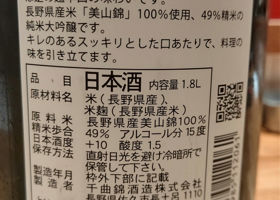 長野県産米「美山錦」100%使用、49%精米の
純米大吟醸です。
キレのあるスッキリとした口あたりで、料理の
味を引き立てます。
日本酒 内容量 1.8L
原材料名 米(長野県産)、
米麹(長野県産米)
原料米 長野県産美山錦100%
精米歩合 49% アルコール分 15度
日本酒度 +10 酸度 1.5
保存方法 直射日光を避け冷暗所で
保管して下さい。
製造年月 枠外下部に記載
製造者 千曲錦酒造株式会社
長野県佐久市長土呂1110